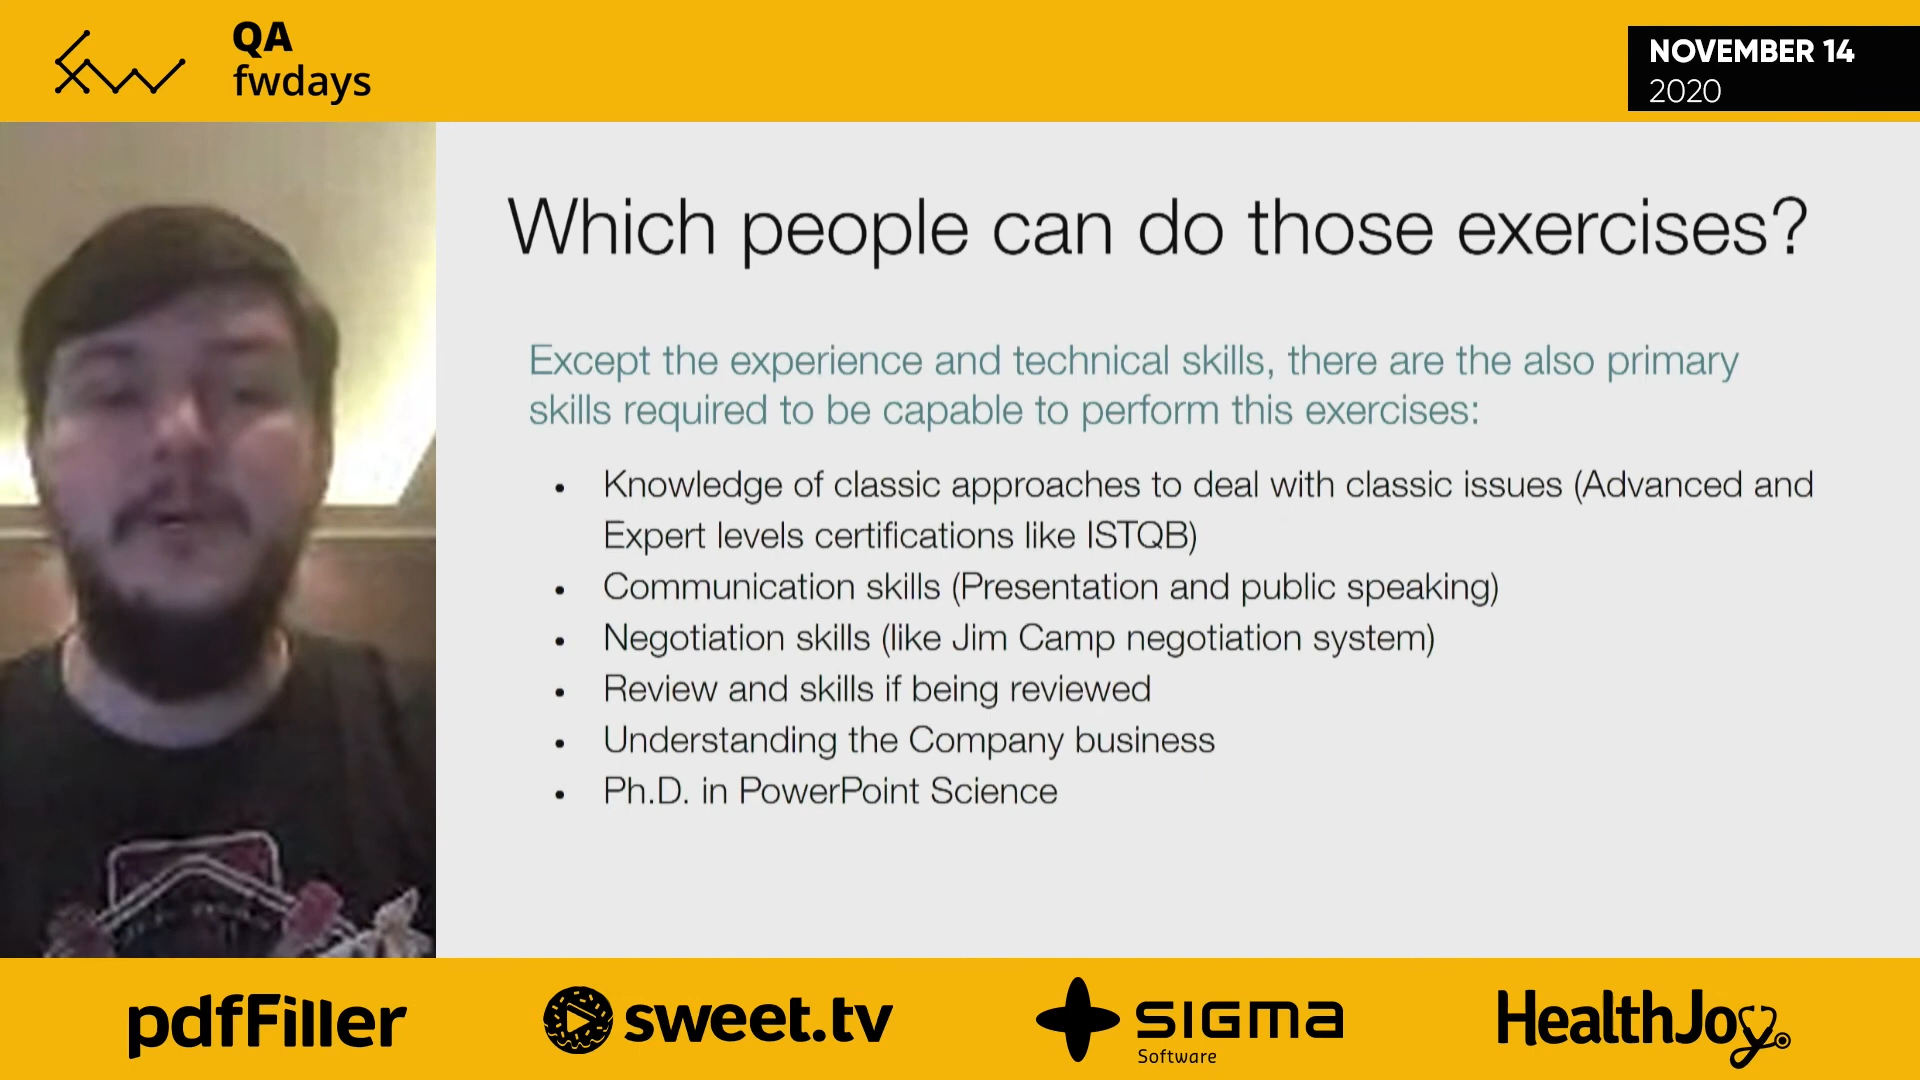 QA
fwdays
NOVEMBER 14
2020
Which people can do those exercises?
Except the experience and technical skills, there are the also primary
skills required to be capable to perform this exercises:
• Knowledge of classic approaches to deal with classic issues (Advanced and
Expert levels certifications like ISTQB)
• Communication skills (Presentation and public speaking)
• Negotiation skills (like Jim Camp negotiation system)
• Review and skills if being reviewed
• Understanding the Company business
• Ph.D. in PowerPoint Science
pdfFiller
sweet.tv
SIGMA
Software
HealthJoy